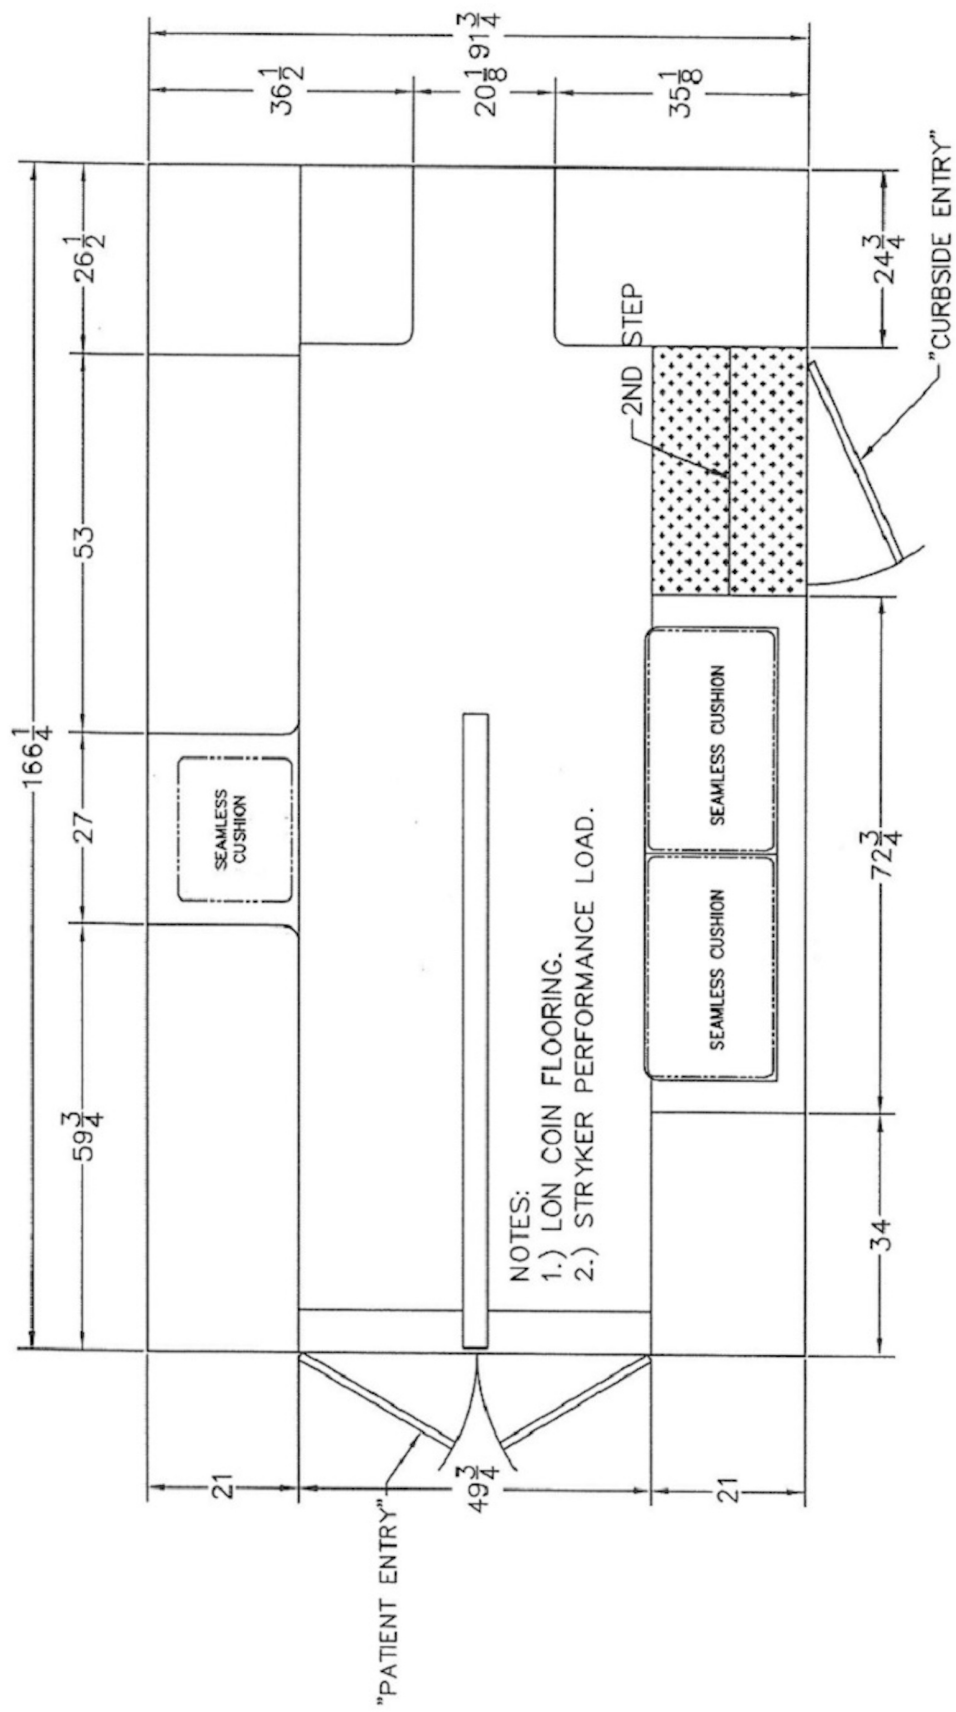 166 1/4
59 3/4
27
53
26 1/2
36 1/2
20 1/8
35 1/8
91 3/4
SEAMLESS
CUSHION
2ND STEP
NOTES:
1.) LON COIN FLOORING.
2.) STRYKER PERFORMANCE LOAD.
SEAMLESS CUSHION
SEAMLESS CUSHION
21
49 3/4
21
"PATIENT ENTRY"
34
72 3/4
24 3/4
"CURBSIDE ENTRY"